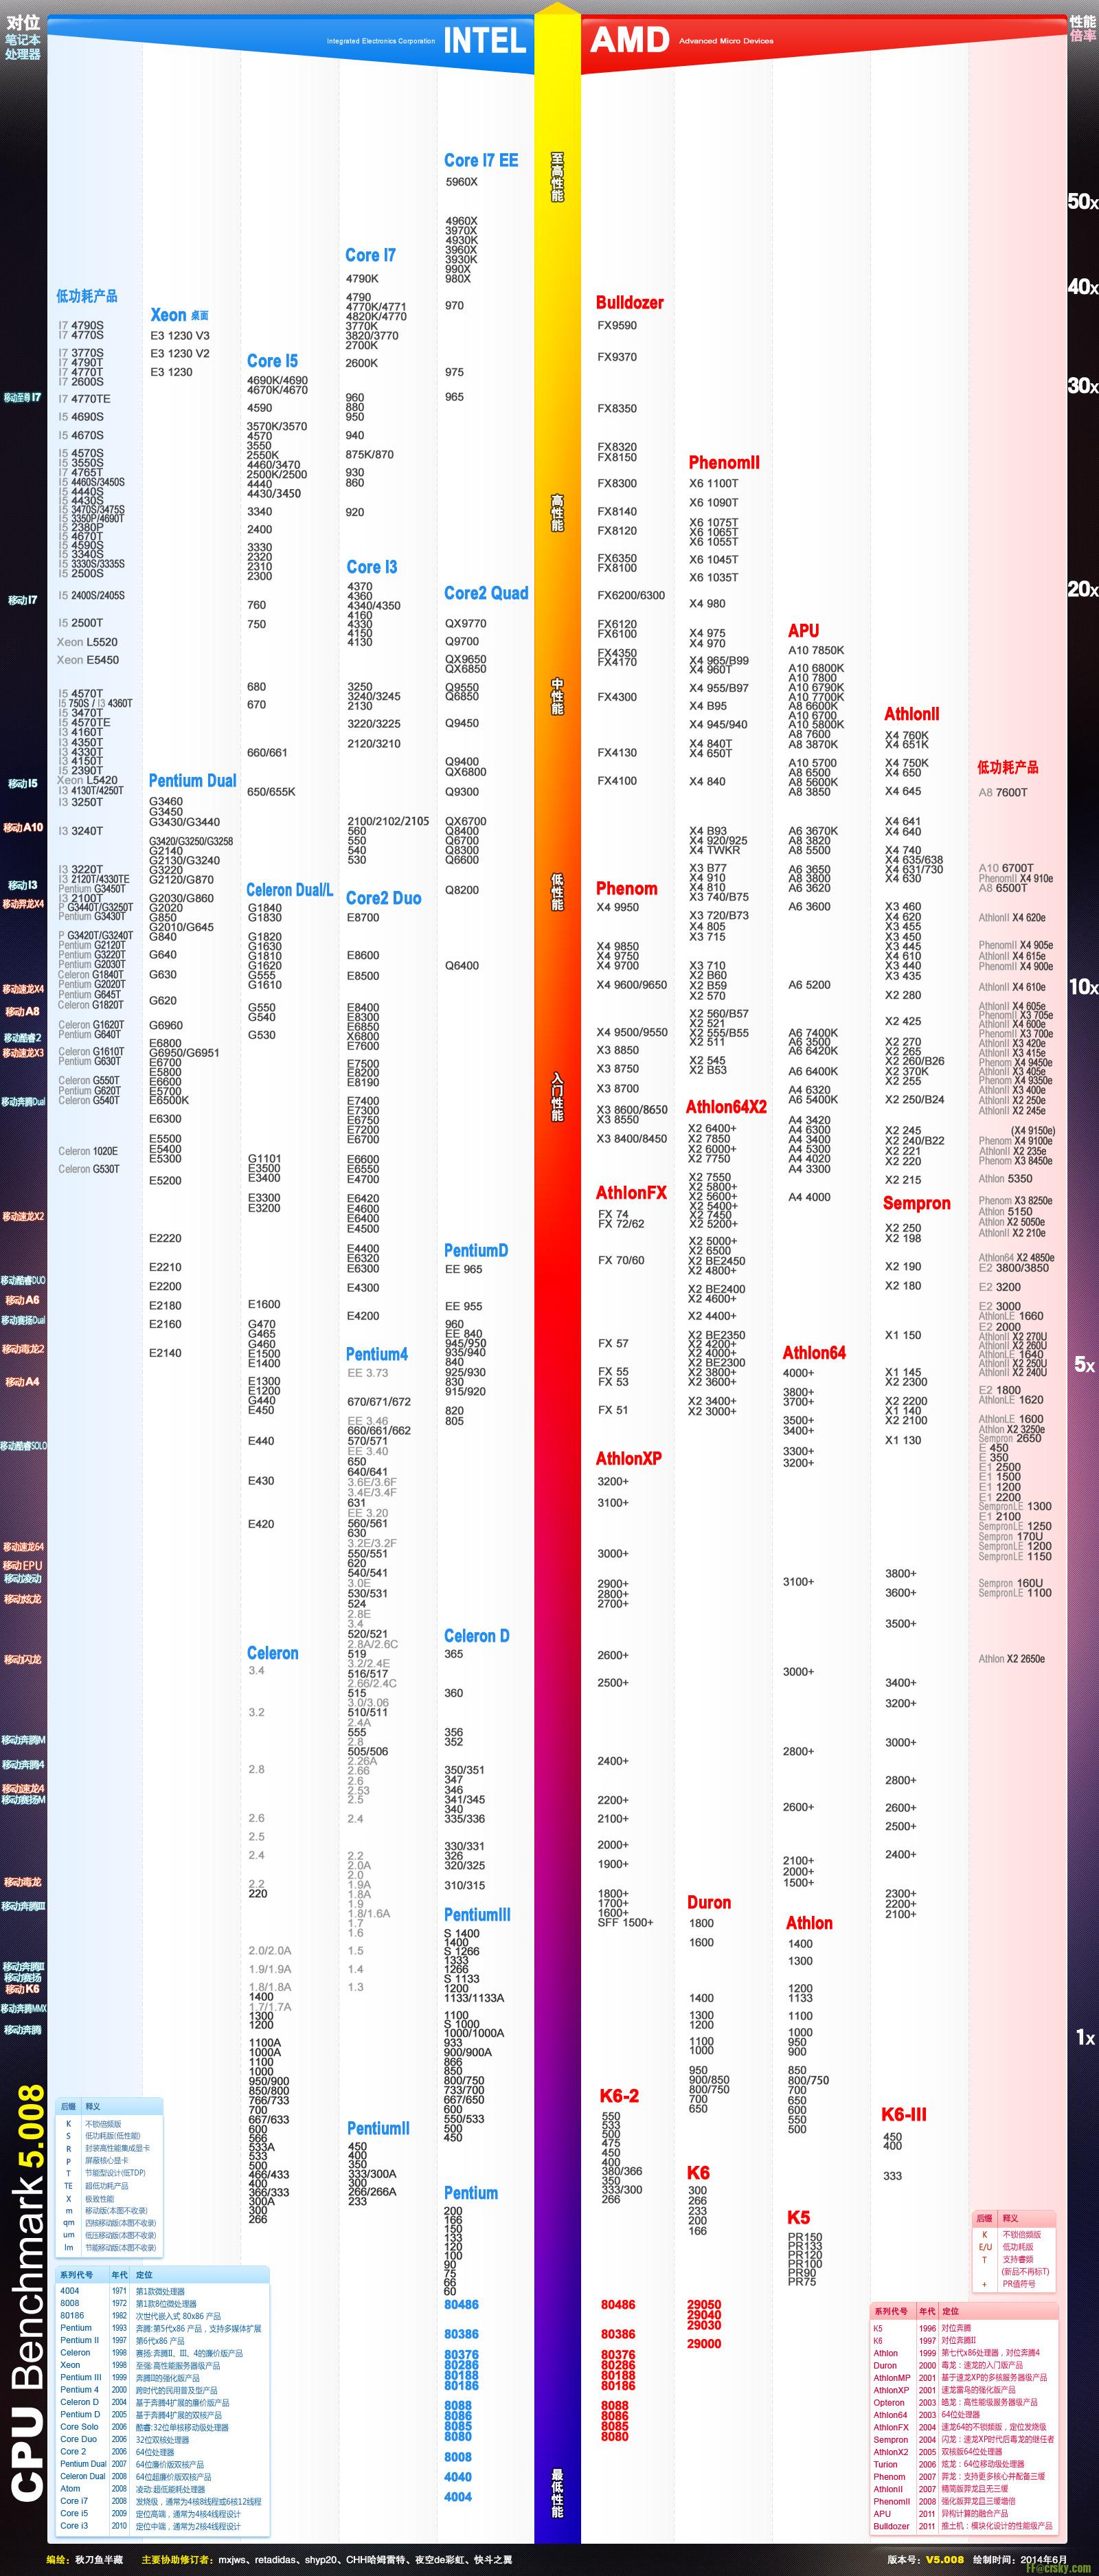 对位
笔记本
处理器
Integrated Electronics Corporation INTEL
AMD Advanced Micro Devices
性能
倍率
至高性能
高性能
中性能
低性能
入门性能
最低性能
50x
40x
30x
20x
10x
5x
1x
移动至尊I7
移动I7
移动I5
移动A10
移动I3
移动羿龙X4
移动速龙X4
移动A8
移动酷睿2
移动速龙X3
移动奔腾Dual
移动速龙X2
移动酷睿DUO
移动A6
移动赛扬Dual
移动毒龙2
移动A4
移动酷睿SOLO
移动速龙64
移动EPU
移动凌动
移动炫龙
移动闪龙
移动奔腾M
移动奔腾4
移动速龙4
移动赛扬M
移动毒龙
移动奔腾III
移动奔腾II
移动赛扬
移动K6
移动奔腾MMX
移动奔腾
CPU Benchmark 5.008
低功耗产品
I7 4790S
I7 4770S
I7 3770S
I7 4790T
I7 4770T
I7 2600S
I7 4770TE
I5 4690S
I5 4670S
I5 4570S
I5 3550S
I7 4765T
I5 4460S/3450S
I5 4440S
I5 4430S
I5 3470S/3475S
I5 3350P/4690T
I5 2380P
I5 4670T
I5 4590S
I5 3340S
I5 3330S/3335S
I5 2500S
I5 2400S/2405S
I5 2500T
Xeon L5520
Xeon E5450
I5 4570T
I5 750S / I3 4360T
I5 3470T
I5 4570TE
I3 4160T
I3 4350T
I3 4330T
I3 4150T
I5 2390T
Xeon L5420
I3 4130T/4250T
I3 3250T
I3 3240T
I3 3220T
I3 2120T/4330TE
Pentium G3450T
I3 2100T
P G3440T/G3250T
Pentium G3430T
P G3420T/G3240T
Pentium G2120T
Pentium G3220T
Pentium G2030T
Celeron G1840T
Pentium G2020T
Pentium G645T
Celeron G1820T
Celeron G1620T
Pentium G640T
Celeron G1610T
Pentium G630T
Celeron G550T
Pentium G620T
Celeron G540T
Celeron 1020E
Celeron G530T
Xeon 桌面
E3 1230 V3
E3 1230 V2
E3 1230
Pentium Dual
G3460
G3450
G3430/G3440
G3420/G3250/G3258
G2140
G2130/G3240
G3220
G2120/G870
G2030/G860
G2020
G850
G2010/G645
G840
G640
G630
G620
G6960
E6800
G6950/G6951
E6700
E5800
E6600
E5700
E6500K
E6300
E5500
E5400
E5300
E5200
E2220
E2210
E2200
E2180
E2160
E2140
Core I5
4690K/4690
4670K/4670
4590
3570K/3570
4570
3550
2550K
4460/3470
2500K/2500
4440
4430/3450
3340
2400
3330
2320
2310
2300
760
750
680
670
660/661
650/655K
Celeron Dual/L
G1840
G1830
G1820
G1630
G1810
G1620
G555
G1610
G550
G540
G530
G1101
E3500
E3400
E3300
E3200
E1600
G470
G465
G460
E1500
E1400
E1300
E1200
G440
E450
E440
E430
E420
Celeron
3.4
3.2
2.8
2.6
2.5
2.4
2.2
220
2.0/2.0A
1.9/1.9A
1.8/1.8A
1400
1.7/1.7A
1300
1200
1100A
1000A
1100
1000
950/900
850/800
766/733
700
667/633
600
566
533A
533
500
466/433
400
366/333
300A
300
266
Core I7
4790K
4790
4770K/4771
4820K/4770
3770K
3820/3770
2700K
2600K
960
880
950
940
875K/870
930
860
920
Core I3
4370
4360
4340/4350
4160
4330
4150
4130
3250
3240/3245
2130
3220/3225
2120/3210
2100/2102/2105
560
550
540
530
Core2 Duo
E8700
E8600
E8500
E8400
E8300
E6850
X6800
E7600
E7500
E8200
E8190
E7400
E7300
E6750
E7200
E6700
E6600
E6550
E4700
E6420
E4600
E6400
E4500
E4400
E6320
E6300
E4300
E4200
Pentium4
EE 3.73
670/671/672
EE 3.46
660/661/662
570/571
EE 3.40
650
640/641
3.6E/3.6F
3.4E/3.4F
631
EE 3.20
560/561
630
3.2E/3.2F
550/551
620
540/541
3.0E
530/531
524
2.8E
3.4
520/521
2.8A/2.6C
519
3.2/2.4E
516/517
2.66/2.4C
515
3.0/3.06
510/511
2.4A
555
2.8
505/506
2.26A
2.66
2.6
2.53
2.5
2.4
2.2
2.0A
2.0
1.9A
1.8A
1.9
1.8/1.6A
1.7
1.6
1.5
1.4
1.3
PentiumII
450
400
350
333/300A
300
266/266A
233
Core I7 EE
5960X
4960X
3970X
4930K
3960X
3930K
990X
980X
970
975
965
Core2 Quad
QX9770
Q9700
QX9650
QX6850
Q9550
Q6850
Q9450
Q9400
QX6800
Q9300
QX6700
Q8400
Q6700
Q8300
Q6600
Q8200
Q6400
PentiumD
EE 965
EE 955
960
EE 840
945/950
935/940
840
925/930
830
915/920
820
805
Celeron D
365
360
356
352
350/351
347
346
341/345
340
335/336
330/331
326
320/325
310/315
PentiumIII
S 1400
1400
S 1266
1333
1266
S 1133
1200
1133/1133A
1100
S 1000
1000/1000A
933
900/900A
866
850
800/750
733/700
667/650
600
550/533
500
450
Pentium
200
166
150
133
120
100
90
75
66
60
80486
80386
80376
80286
80188
80186
8088
8086
8085
8080
8008
4040
4004
Bulldozer
FX9590
FX9370
FX8350
FX8320
FX8150
FX8300
FX8140
FX8120
FX6350
FX8100
FX6200/6300
FX6120
FX6100
FX4350
FX4170
FX4300
FX4130
FX4100
Phenom
X4 9950
X4 9850
X4 9750
X4 9700
X4 9600/9650
X4 9500/9550
X3 8850
X3 8750
X3 8700
X3 8600/8650
X3 8550
X3 8400/8450
AthlonFX
FX 74
FX 72/62
FX 70/60
FX 57
FX 55
FX 53
FX 51
AthlonXP
3200+
3100+
3000+
2900+
2800+
2700+
2600+
2500+
2400+
2200+
2100+
2000+
1900+
1800+
1700+
1600+
SFF 1500+
K6-2
550
533
500
475
450
400
380/366
350
333/300
266
80486
80386
80376
80286
80188
80186
8088
8086
8085
8080
PhenomII
X6 1100T
X6 1090T
X6 1075T
X6 1065T
X6 1055T
X6 1045T
X6 1035T
X4 980
X4 975
X4 970
X4 965/B99
X4 960T
X4 955/B97
X4 B95
X4 945/940
X4 840T
X4 650T
X4 840
X4 B93
X4 920/925
X4 TWKR
X3 B77
X4 910
X4 810
X3 740/B75
X3 720/B73
X4 805
X3 715
X3 710
X2 B60
X2 B59
X2 570
X2 560/B57
X2 521
X2 555/B55
X2 511
X2 545
X2 B53
Athlon64X2
X2 6400+
X2 7850
X2 6000+
X2 7750
X2 7550
X2 5800+
X2 5600+
X2 5400+
X2 7450
X2 5200+
X2 5000+
X2 6500
X2 BE2450
X2 4800+
X2 BE2400
X2 4600+
X2 4400+
X2 BE2350
X2 4200+
X2 4000+
X2 BE2300
X2 3800+
X2 3600+
X2 3400+
X2 3000+
Duron
1800
1600
1400
1300
1200
1100
1000
950
900/850
800/750
700
650
K6
300
266
233
200
166
29050
29040
29030
29000
APU
A10 7850K
A10 6800K
A10 7800
A10 6790K
A10 7700K
A8 6600K
A10 6700
A10 5800K
A8 7600
A8 3870K
A10 5700
A8 6500
A8 5600K
A8 3850
A6 3670K
A8 3820
A8 5500
A6 3650
A8 3800
A6 3620
A6 3600
A6 5200
A6 7400K
A6 3500
A6 6420K
A6 6400K
A4 6320
A6 5400K
A4 3420
A4 6300
A4 3400
A4 5300
A4 4020
A4 3300
A4 4000
Athlon64
4000+
3800+
3700+
3500+
3400+
3300+
3200+
3100+
3000+
2800+
2600+
2100+
2000+
1500+
Athlon
1400
1300
1200
1133
1100
1000
950
900
850
800/750
700
650
600
550
500
K5
PR150
PR133
PR120
PR100
PR90
PR75
AthlonII
X4 760K
X4 651K
X4 750K
X4 650
X4 645
X4 641
X4 640
X4 740
X4 635/638
X4 631/730
X4 630
X3 460
X4 620
X3 455
X3 450
X3 445
X4 610
X3 440
X3 435
X2 280
X2 425
X2 270
X2 265
X2 260/B26
X2 370K
X2 255
X2 250/B24
X2 245
X2 240/B22
X2 221
X2 220
X2 215
Sempron
X2 250
X2 198
X2 190
X2 180
X1 150
X1 145
X2 2300
X2 2200
X1 140
X2 2100
X1 130
3800+
3600+
3500+
3400+
3200+
3000+
2800+
2600+
2500+
2400+
2300+
2200+
2100+
K6-III
450
400
333
低功耗产品
A8 7600T
A10 6700T
PhenomII X4 910e
A8 6500T
AthlonII X4 620e
PhenomII X4 905e
AthlonII X4 615e
PhenomII X4 900e
AthlonII X4 610e
AthlonII X4 605e
PhenomII X3 705e
AthlonII X4 600e
PhenomII X3 700e
AthlonII X3 420e
AthlonII X3 415e
Phenom X4 9450e
AthlonII X3 405e
Phenom X4 9350e
AthlonII X3 400e
AthlonII X2 250e
AthlonII X2 245e
(X4 9150e)
Phenom X4 9100e
AthlonII X2 235e
Phenom X3 8450e
Athlon 5350
Phenom X3 8250e
Athlon 5150
Athlon X2 5050e
AthlonII X2 210e
Athlon64 X2 4850e
E2 3800/3850
E2 3200
E2 3000
AthlonLE 1660
E2 2000
AthlonII X2 270U
AthlonII X2 260U
AthlonLE 1640
AthlonII X2 250U
AthlonII X2 240U
E2 1800
AthlonLE 1620
AthlonLE 1600
Athlon X2 3250e
Sempron 2650
E 450
E 350
E1 2500
E1 1500
E1 1200
E1 2200
SempronLE 1300
E1 2100
SempronLE 1250
Sempron 170U
SempronLE 1200
SempronLE 1150
Sempron 160U
SempronLE 1100
Athlon X2 2650e
后缀 释义
K 不锁倍频版
S 低功耗版(低性能)
R 封装高性能集成显卡
P 屏蔽核心显卡
T 节能型设计(低TDP)
TE 超低功耗产品
X 极致性能
m 移动版(本图不收录)
qm 四核移动版(本图不收录)
um 低压移动版(本图不收录)
lm 节能移动版(本图不收录)
系列代号 年代 定位
4004 1971 第1款微处理器
8008 1972 第1款8位微处理器
80186 1982 次世代嵌入式 80x86 产品
Pentium 1993 奔腾:第5代x86 产品，支持多媒体扩展
Pentium II 1997 第6代x86 产品
Celeron 1998 赛扬:奔腾II、III、4的廉价版产品
Xeon 1998 至强:高性能服务器级产品
Pentium III 1999 奔腾II的强化版产品
Pentium 4 2000 跨时代的民用普及型产品
Celeron D 2004 基于奔腾4扩展的廉价版产品
Pentium D 2005 基于奔腾4扩展的双核产品
Core Solo 2006 酷睿:32位单核移动级处理器
Core Duo 2006 32位双核处理器
Core 2 2006 64位处理器
Pentium Dual 2007 64位廉价版双核产品
Celeron Dual 2008 64位超廉价版双核产品
Atom 2008 凌动:超低能耗处理器
Core i7 2008 发烧级，通常为4核8线程或6核12线程
Core i5 2009 定位高端，通常为4核4线程设计
Core i3 2010 定位中端，通常为2核4线程设计
后缀 释义
K 不锁倍频版
E/U 低功耗版
T 支持睿频
(新品不再标T)
+ PR值符号
系列代号 年代 定位
K5 1996 对位奔腾
K6 1997 对位奔腾II
Athlon 1999 第七代x86处理器，对位奔腾4
Duron 2000 毒龙：速龙的入门版产品
AthlonMP 2001 基于速龙XP的多核服务器级产品
AthlonXP 2001 速龙雷鸟的强化版产品
Opteron 2003 皓龙：高性能级服务器级产品
Athlon64 2003 64位处理器
AthlonFX 2004 速龙64的不锁频版，定位发烧级
Sempron 2004 闪龙：速龙XP时代后毒龙的继任者
AthlonX2 2005 双核版64位处理器
Turion 2006 炫龙：64位移动级处理器
Phenom 2007 羿龙：支持更多核心并配备三缓
AthlonII 2007 精简版羿龙且无三缓
PhenomII 2008 强化版羿龙且三缓增倍
APU 2011 异构计算的融合产品
Bulldozer 2011 推土机：模块化设计的性能级产品
编绘：秋刀鱼半藏 主要协助修订者：mxjws、retadidas、shyp20、CHH哈姆雷特、夜空de彩虹、快斗之翼
版本号：V5.008 绘制时间：2014年6月
FF@crsky.com